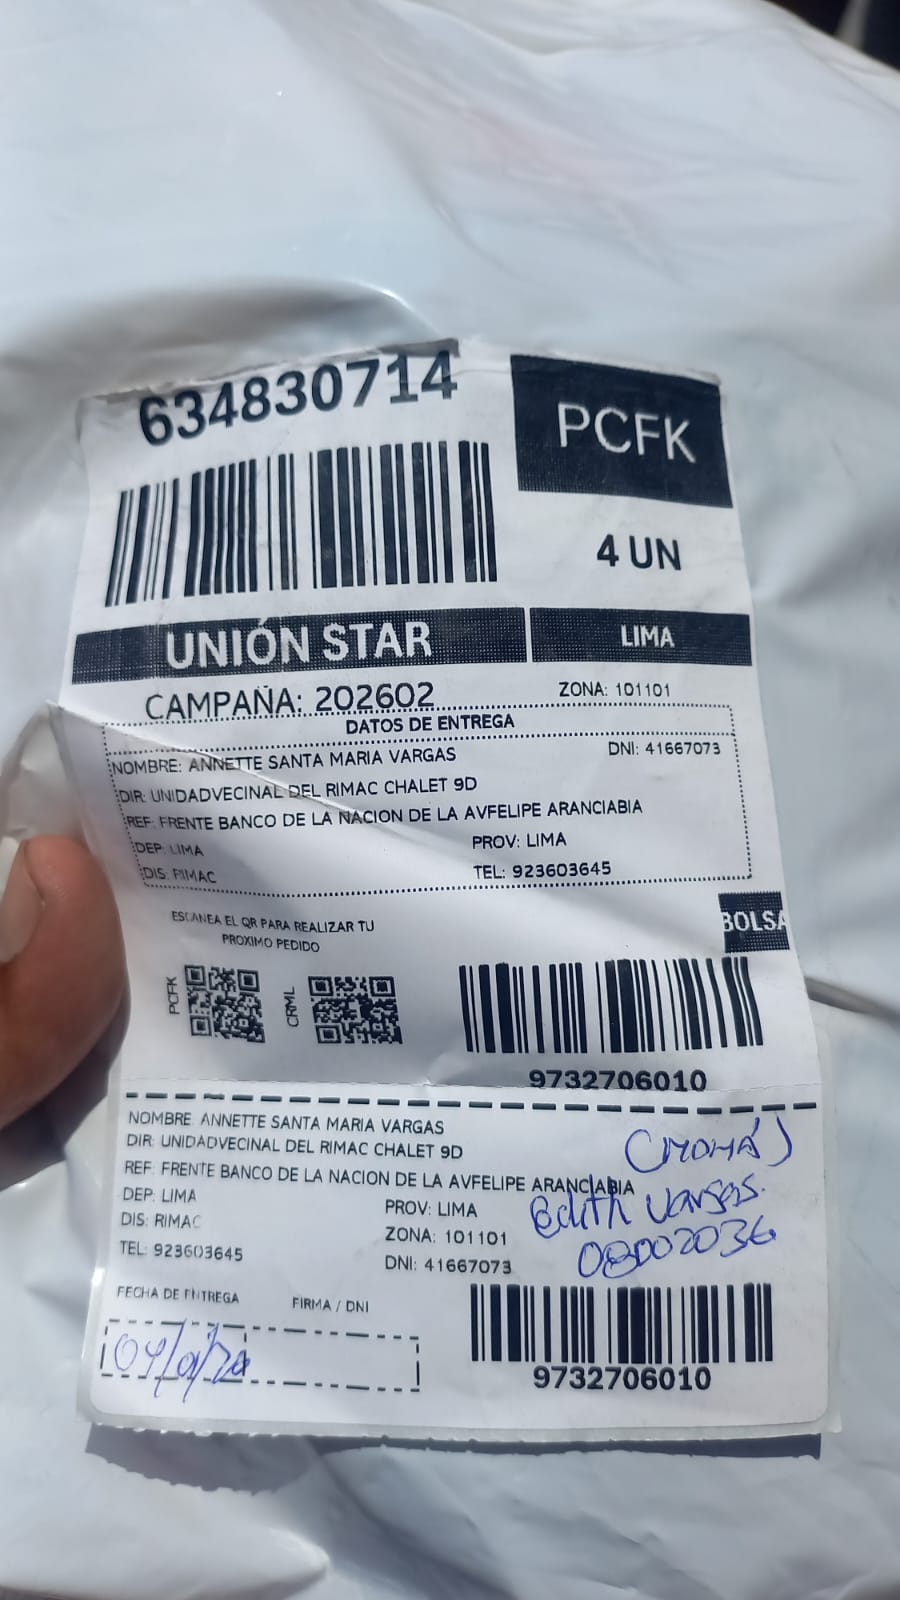 634830714
PCFK
4 UN
UNIÓN STAR
LIMA
CAMPAÑA: 202602
ZONA: 101101
DATOS DE ENTREGA
NOMBRE: ANNETTE SANTA MARIA VARGAS
DNI: 41667073
DIR: UNIDADVECINAL DEL RIMAC CHALET 9D
REF: FRENTE BANCO DE LA NACION DE LA AVFELIPE ARANCIABIA
DEP: LIMA
PROV: LIMA
DIS: RIMAC
TEL: 923603645
BOLSA
ESCANEA EL QR PARA REALIZAR TU
PROXIMO PEDIDO
PCFK
CRML
9732706010
NOMBRE: ANNETTE SANTA MARIA VARGAS
DIR: UNIDADVECINAL DEL RIMAC CHALET 9D
(MAMÁ)
REF: FRENTE BANCO DE LA NACION DE LA AVFELIPE ARANCIABIA
DEP: LIMA
PROV: LIMA
Edith Vargas.
DIS: RIMAC
ZONA: 101101
08002036
TEL: 923603645
DNI: 41667073
FECHA DE ENTREGA
FIRMA / DNI
9732706010